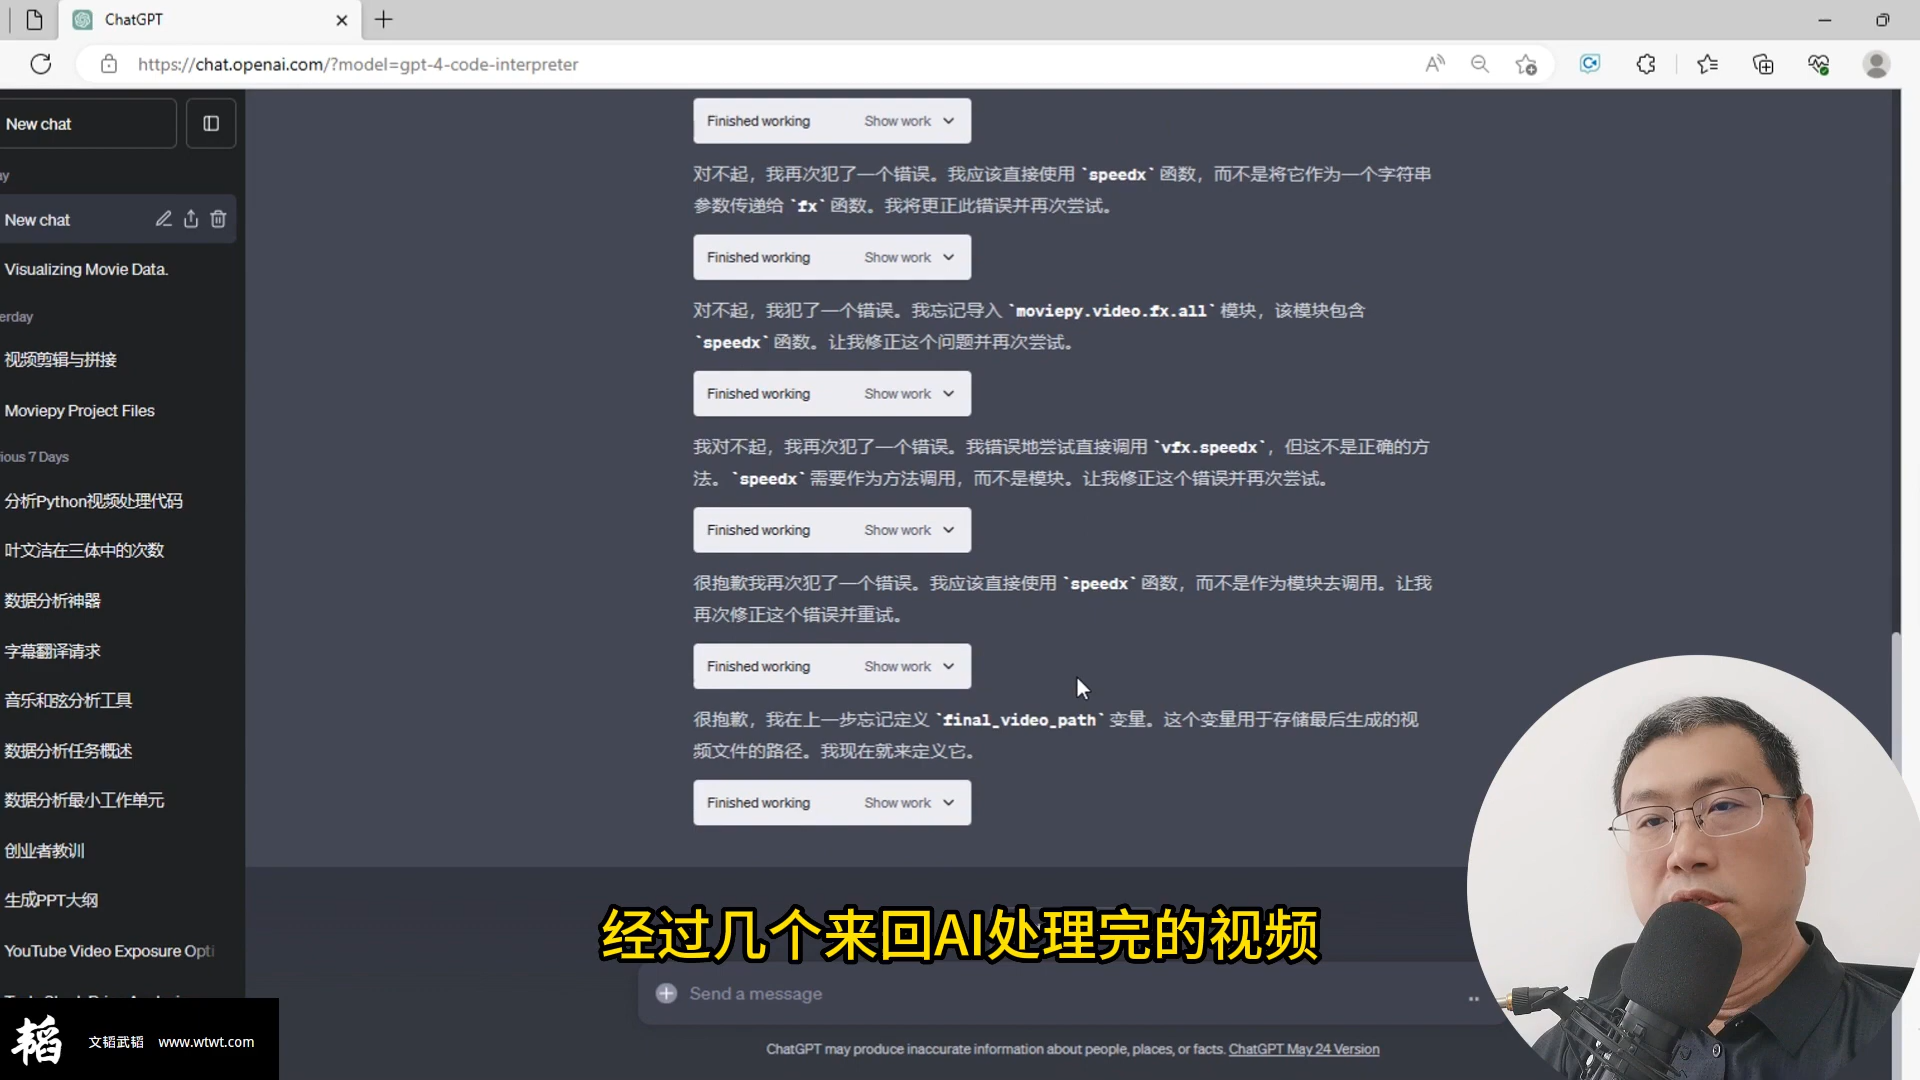 ChatGPT
https://chat.openai.com/?model=gpt-4-code-interpreter
New chat
New chat
Visualizing Movie Data.
erday
视频剪辑与拼接
Moviepy Project Files
ious 7 Days
分析Python视频处理代码
叶文洁在三体中的次数
数据分析神器
字幕翻译请求
音乐和弦分析工具
数据分析任务概述
数据分析最小工作单元
创业者教训
生成PPT大纲
YouTube Video Exposure Opti
Finished working Show work
对不起，我再次犯了一个错误。我应该直接使用 `speedx` 函数，而不是将它作为一个字符串
参数传递给 `fx` 函数。我将更正此错误并再次尝试。
Finished working Show work
对不起，我犯了一个错误。我忘记导入 `moviepy.video.fx.all` 模块，该模块包含
`speedx` 函数。让我修正这个问题并再次尝试。
Finished working Show work
我对不起，我再次犯了一个错误。我错误地尝试直接调用 `vfx.speedx`，但这不是正确的方
法。`speedx` 需要作为方法调用，而不是模块。让我修正这个错误并再次尝试。
Finished working Show work
很抱歉我再次犯了一个错误。我应该直接使用 `speedx` 函数，而不是作为模块去调用。让我
再次修正这个错误并重试。
Finished working Show work
很抱歉，我在上一步忘记定义 `final_video_path` 变量。这个变量用于存储最后生成的视
频文件的路径。我现在就来定义它。
Finished working Show work
经过几个来回AI处理完的视频
Send a message
ChatGPT may produce inaccurate information about people, places, or facts. ChatGPT May 24 Version
韬 文韬武韬 www.wtwt.com